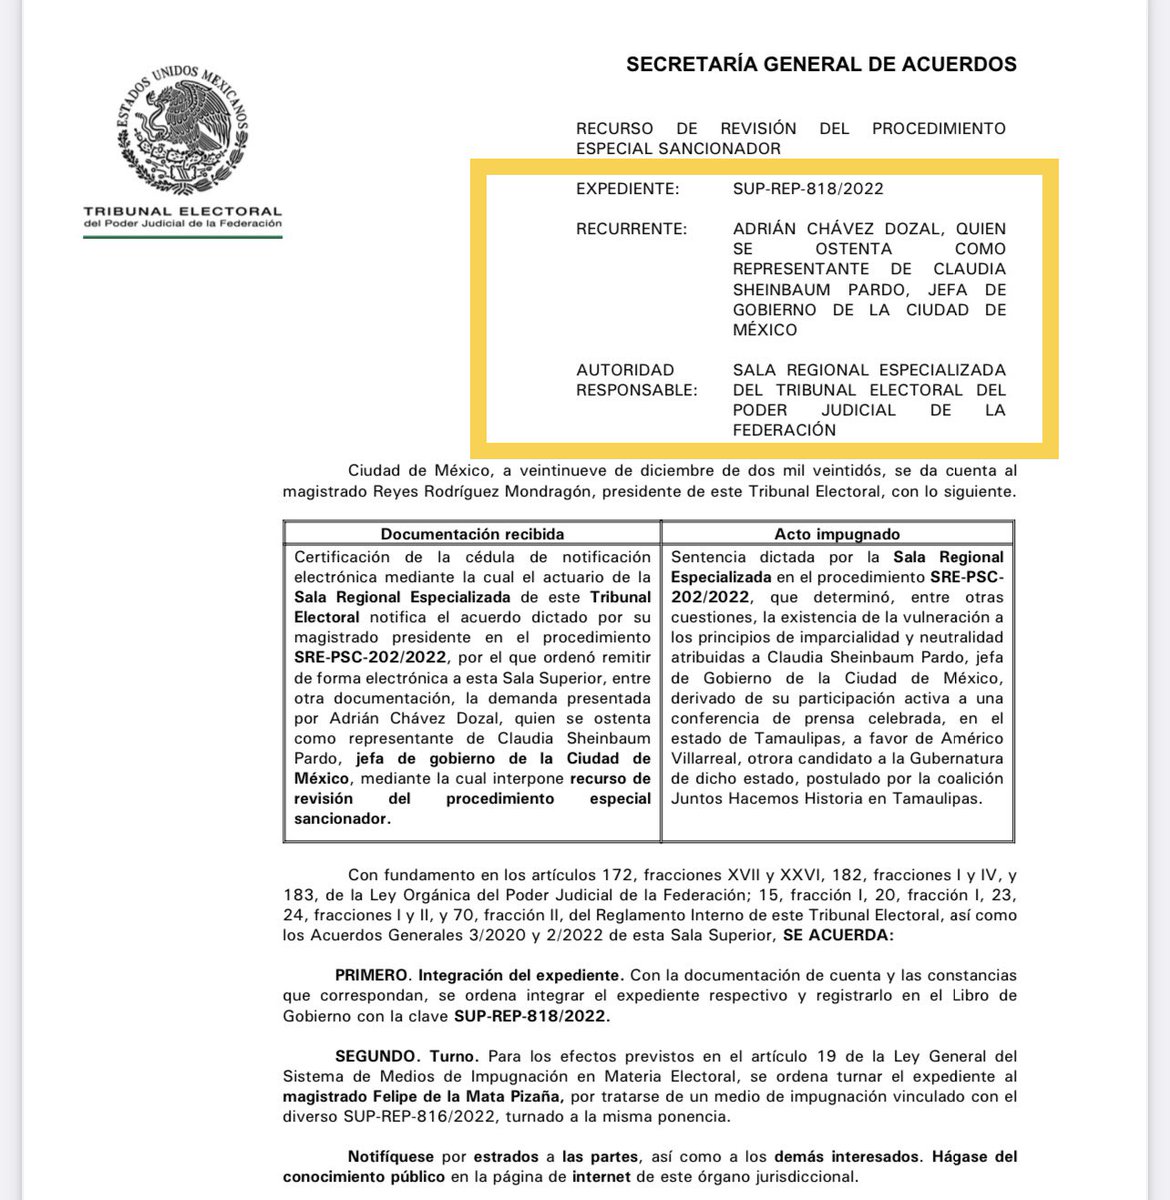 SECRETARÍA GENERAL DE ACUERDOS
ESTADOS UNIDOS MEXICANOS
TRIBUNAL ELECTORAL
del Poder Judicial de la Federación
RECURSO DE REVISIÓN DEL PROCEDIMIENTO
ESPECIAL SANCIONADOR
EXPEDIENTE: SUP-REP-818/2022
RECURRENTE: ADRIÁN CHÁVEZ DOZAL, QUIEN
SE OSTENTA COMO
REPRESENTANTE DE CLAUDIA
SHEINBAUM PARDO, JEFA DE
GOBIERNO DE LA CIUDAD DE
MÉXICO
AUTORIDAD SALA REGIONAL ESPECIALIZADA
RESPONSABLE: DEL TRIBUNAL ELECTORAL DEL
PODER JUDICIAL DE LA
FEDERACIÓN
Ciudad de México, a veintinueve de diciembre de dos mil veintidós, se da cuenta al
magistrado Reyes Rodríguez Mondragón, presidente de este Tribunal Electoral, con lo siguiente.
Documentación recibida
Certificación de la cédula de notificación
electrónica mediante la cual el actuario de la
Sala Regional Especializada de este Tribunal
Electoral notifica el acuerdo dictado por su
magistrado presidente en el procedimiento
SRE-PSC-202/2022, por el que ordenó remitir
de forma electrónica a esta Sala Superior, entre
otra documentación, la demanda presentada
por Adrián Chávez Dozal, quien se ostenta
como representante de Claudia Sheinbaum
Pardo, jefa de gobierno de la Ciudad de
México, mediante la cual interpone recurso de
revisión del procedimiento especial
sancionador.
Acto impugnado
Sentencia dictada por la Sala Regional
Especializada en el procedimiento SRE-PSC-
202/2022, que determinó, entre otras
cuestiones, la existencia de la vulneración a
los principios de imparcialidad y neutralidad
atribuidas a Claudia Sheinbaum Pardo, jefa
de Gobierno de la Ciudad de México,
derivado de su participación activa a una
conferencia de prensa celebrada, en el
estado de Tamaulipas, a favor de Américo
Villarreal, otrora candidato a la Gubernatura
de dicho estado, postulado por la coalición
Juntos Hacemos Historia en Tamaulipas.
Con fundamento en los artículos 172, fracciones XVII y XXVI, 182, fracciones I y IV, y
183, de la Ley Orgánica del Poder Judicial de la Federación; 15, fracción I, 20, fracción I, 23,
24, fracciones I y II, y 70, fracción II, del Reglamento Interno de este Tribunal Electoral, así como
los Acuerdos Generales 3/2020 y 2/2022 de esta Sala Superior, SE ACUERDA:
PRIMERO. Integración del expediente. Con la documentación de cuenta y las constancias
que correspondan, se ordena integrar el expediente respectivo y registrarlo en el Libro de
Gobierno con la clave SUP-REP-818/2022.
SEGUNDO. Turno. Para los efectos previstos en el artículo 19 de la Ley General del
Sistema de Medios de Impugnación en Materia Electoral, se ordena turnar el expediente al
magistrado Felipe de la Mata Pizaña, por tratarse de un medio de impugnación vinculado con el
diverso SUP-REP-816/2022, turnado a la misma ponencia.
Notifíquese por estrados a las partes, así como a los demás interesados. Hágase del
conocimiento público en la página de internet de este órgano jurisdiccional.